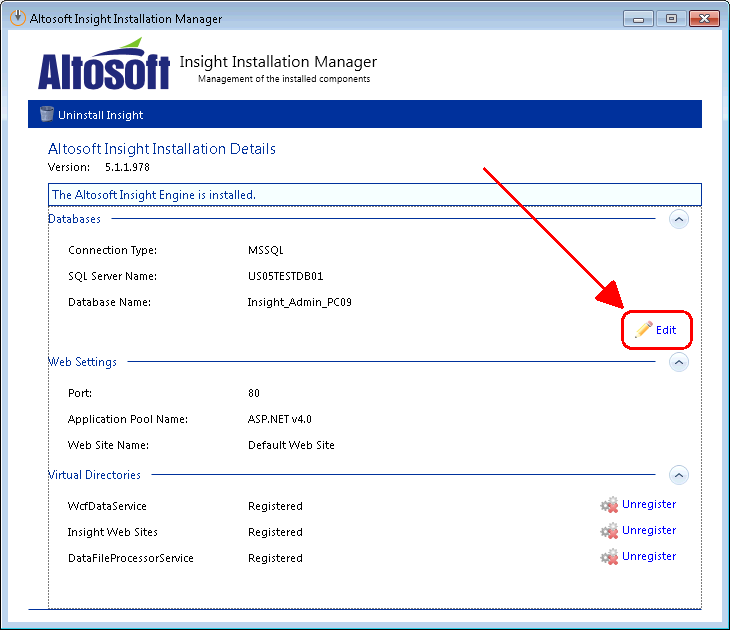 Altosoft Insight Installation Manager
Altosoft
Insight Installation Manager
Management of the installed components
Uninstall Insight
Altosoft Insight Installation Details
Version: 5.1.1.978
The Altosoft Insight Engine is installed.
Databases
Connection Type: MSSQL
SQL Server Name: US05TESTDB01
Database Name: Insight_Admin_PC09
Edit
Web Settings
Port: 80
Application Pool Name: ASP.NET v4.0
Web Site Name: Default Web Site
Virtual Directories
WcfDataService Registered Unregister
Insight Web Sites Registered Unregister
DataFileProcessorService Registered Unregister